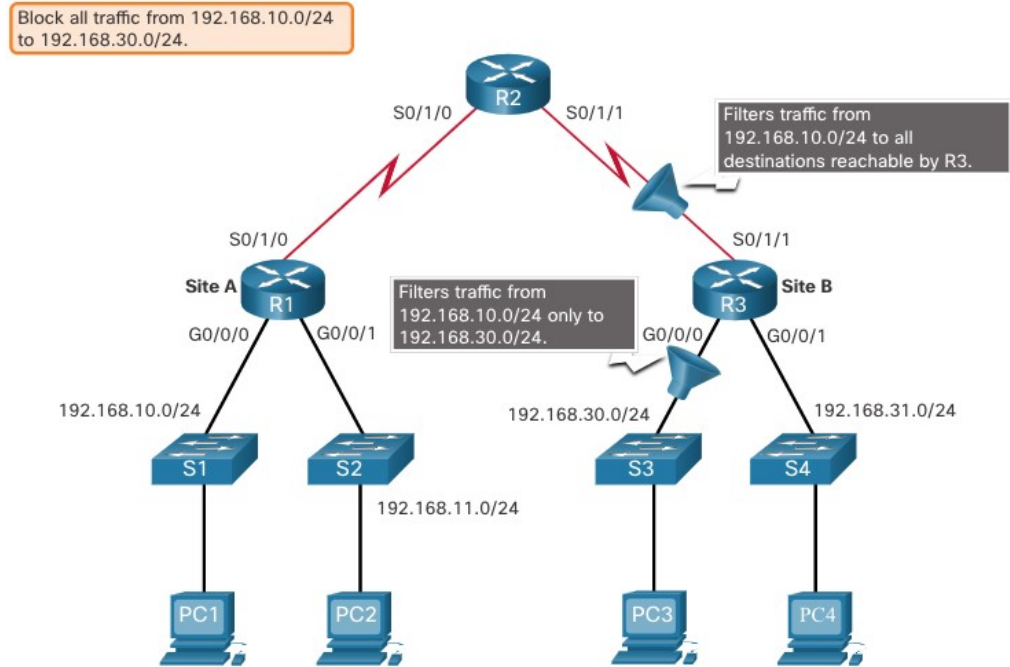 Block all traffic from 192.168.10.0/24
to 192.168.30.0/24.
R2
S0/1/0
S0/1/1
Filters traffic from
192.168.10.0/24 to all
destinations reachable by R3.
S0/1/0
S0/1/1
Site A
R1
Filters traffic from
192.168.10.0/24 only to
192.168.30.0/24.
R3
Site B
G0/0/0
G0/0/1
G0/0/0
G0/0/1
192.168.10.0/24
192.168.30.0/24
192.168.31.0/24
S1
S2
S3
S4
192.168.11.0/24
PC1
PC2
PC3
PC4